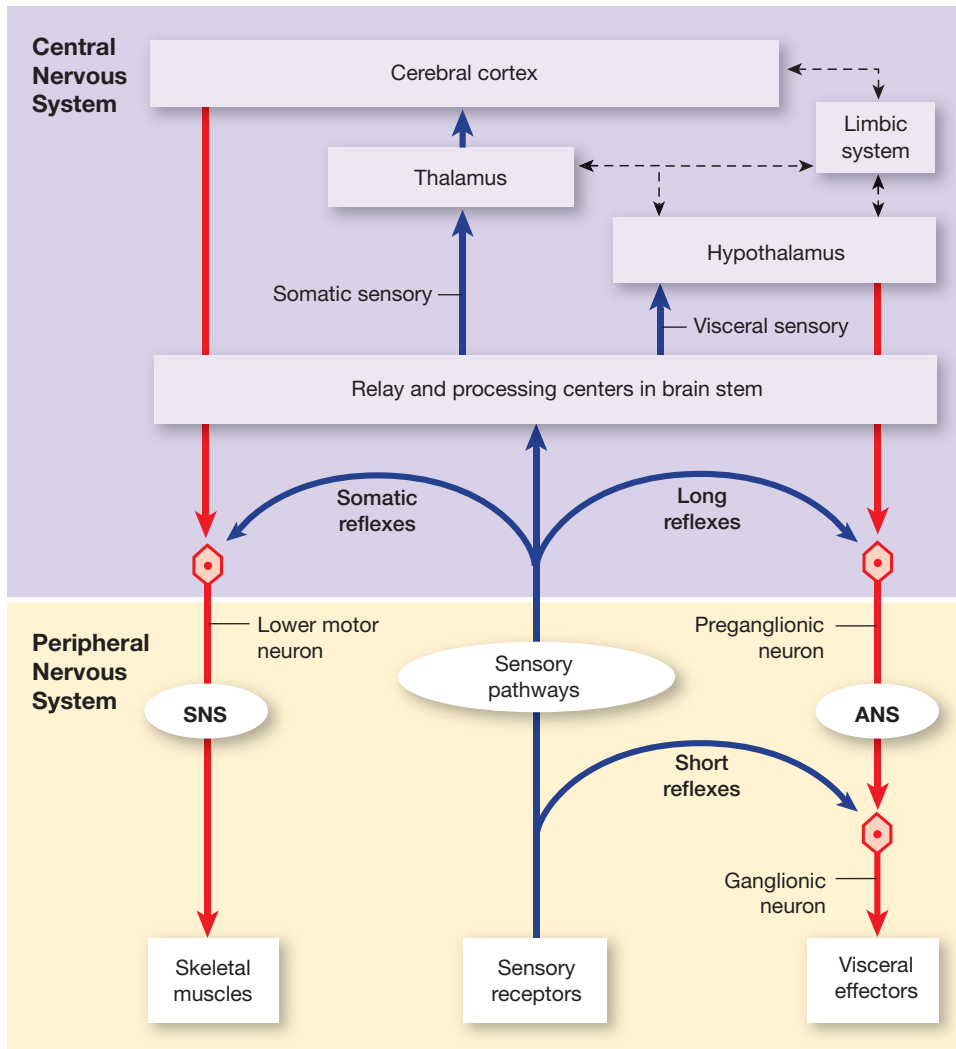 Central
Nervous
System
Cerebral cortex
Limbic
system
Thalamus
Hypothalamus
Somatic sensory
Visceral sensory
Relay and processing centers in brain stem
Somatic
reflexes
Long
reflexes
Peripheral
Nervous
System
Lower motor
neuron
Sensory
pathways
Preganglionic
neuron
SNS
ANS
Short
reflexes
Ganglionic
neuron
Skeletal
muscles
Sensory
receptors
Visceral
effectors